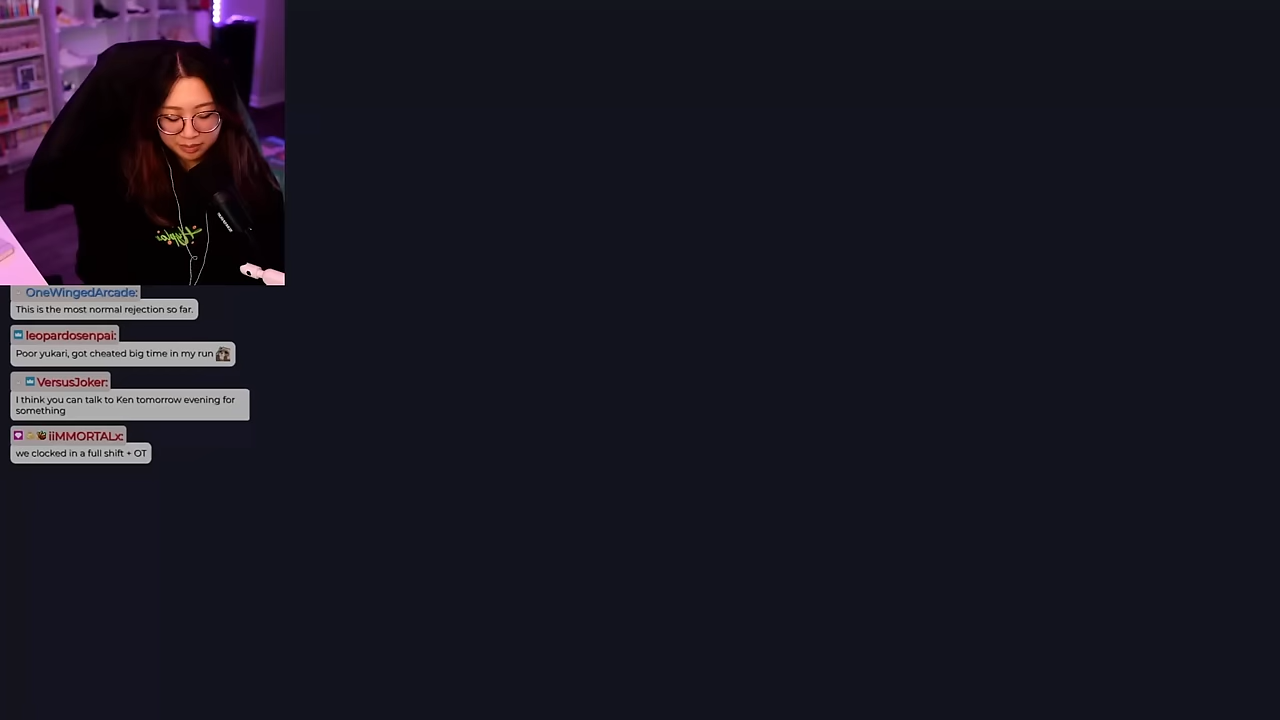 OneWingedArcade:
This is the most normal rejection so far.
leopardosenpai:
Poor yukari, got cheated big time in my run
VersusJoker:
I think you can talk to Ken tomorrow evening for
something
iiMMORTALx:
we clocked in a full shift + OT